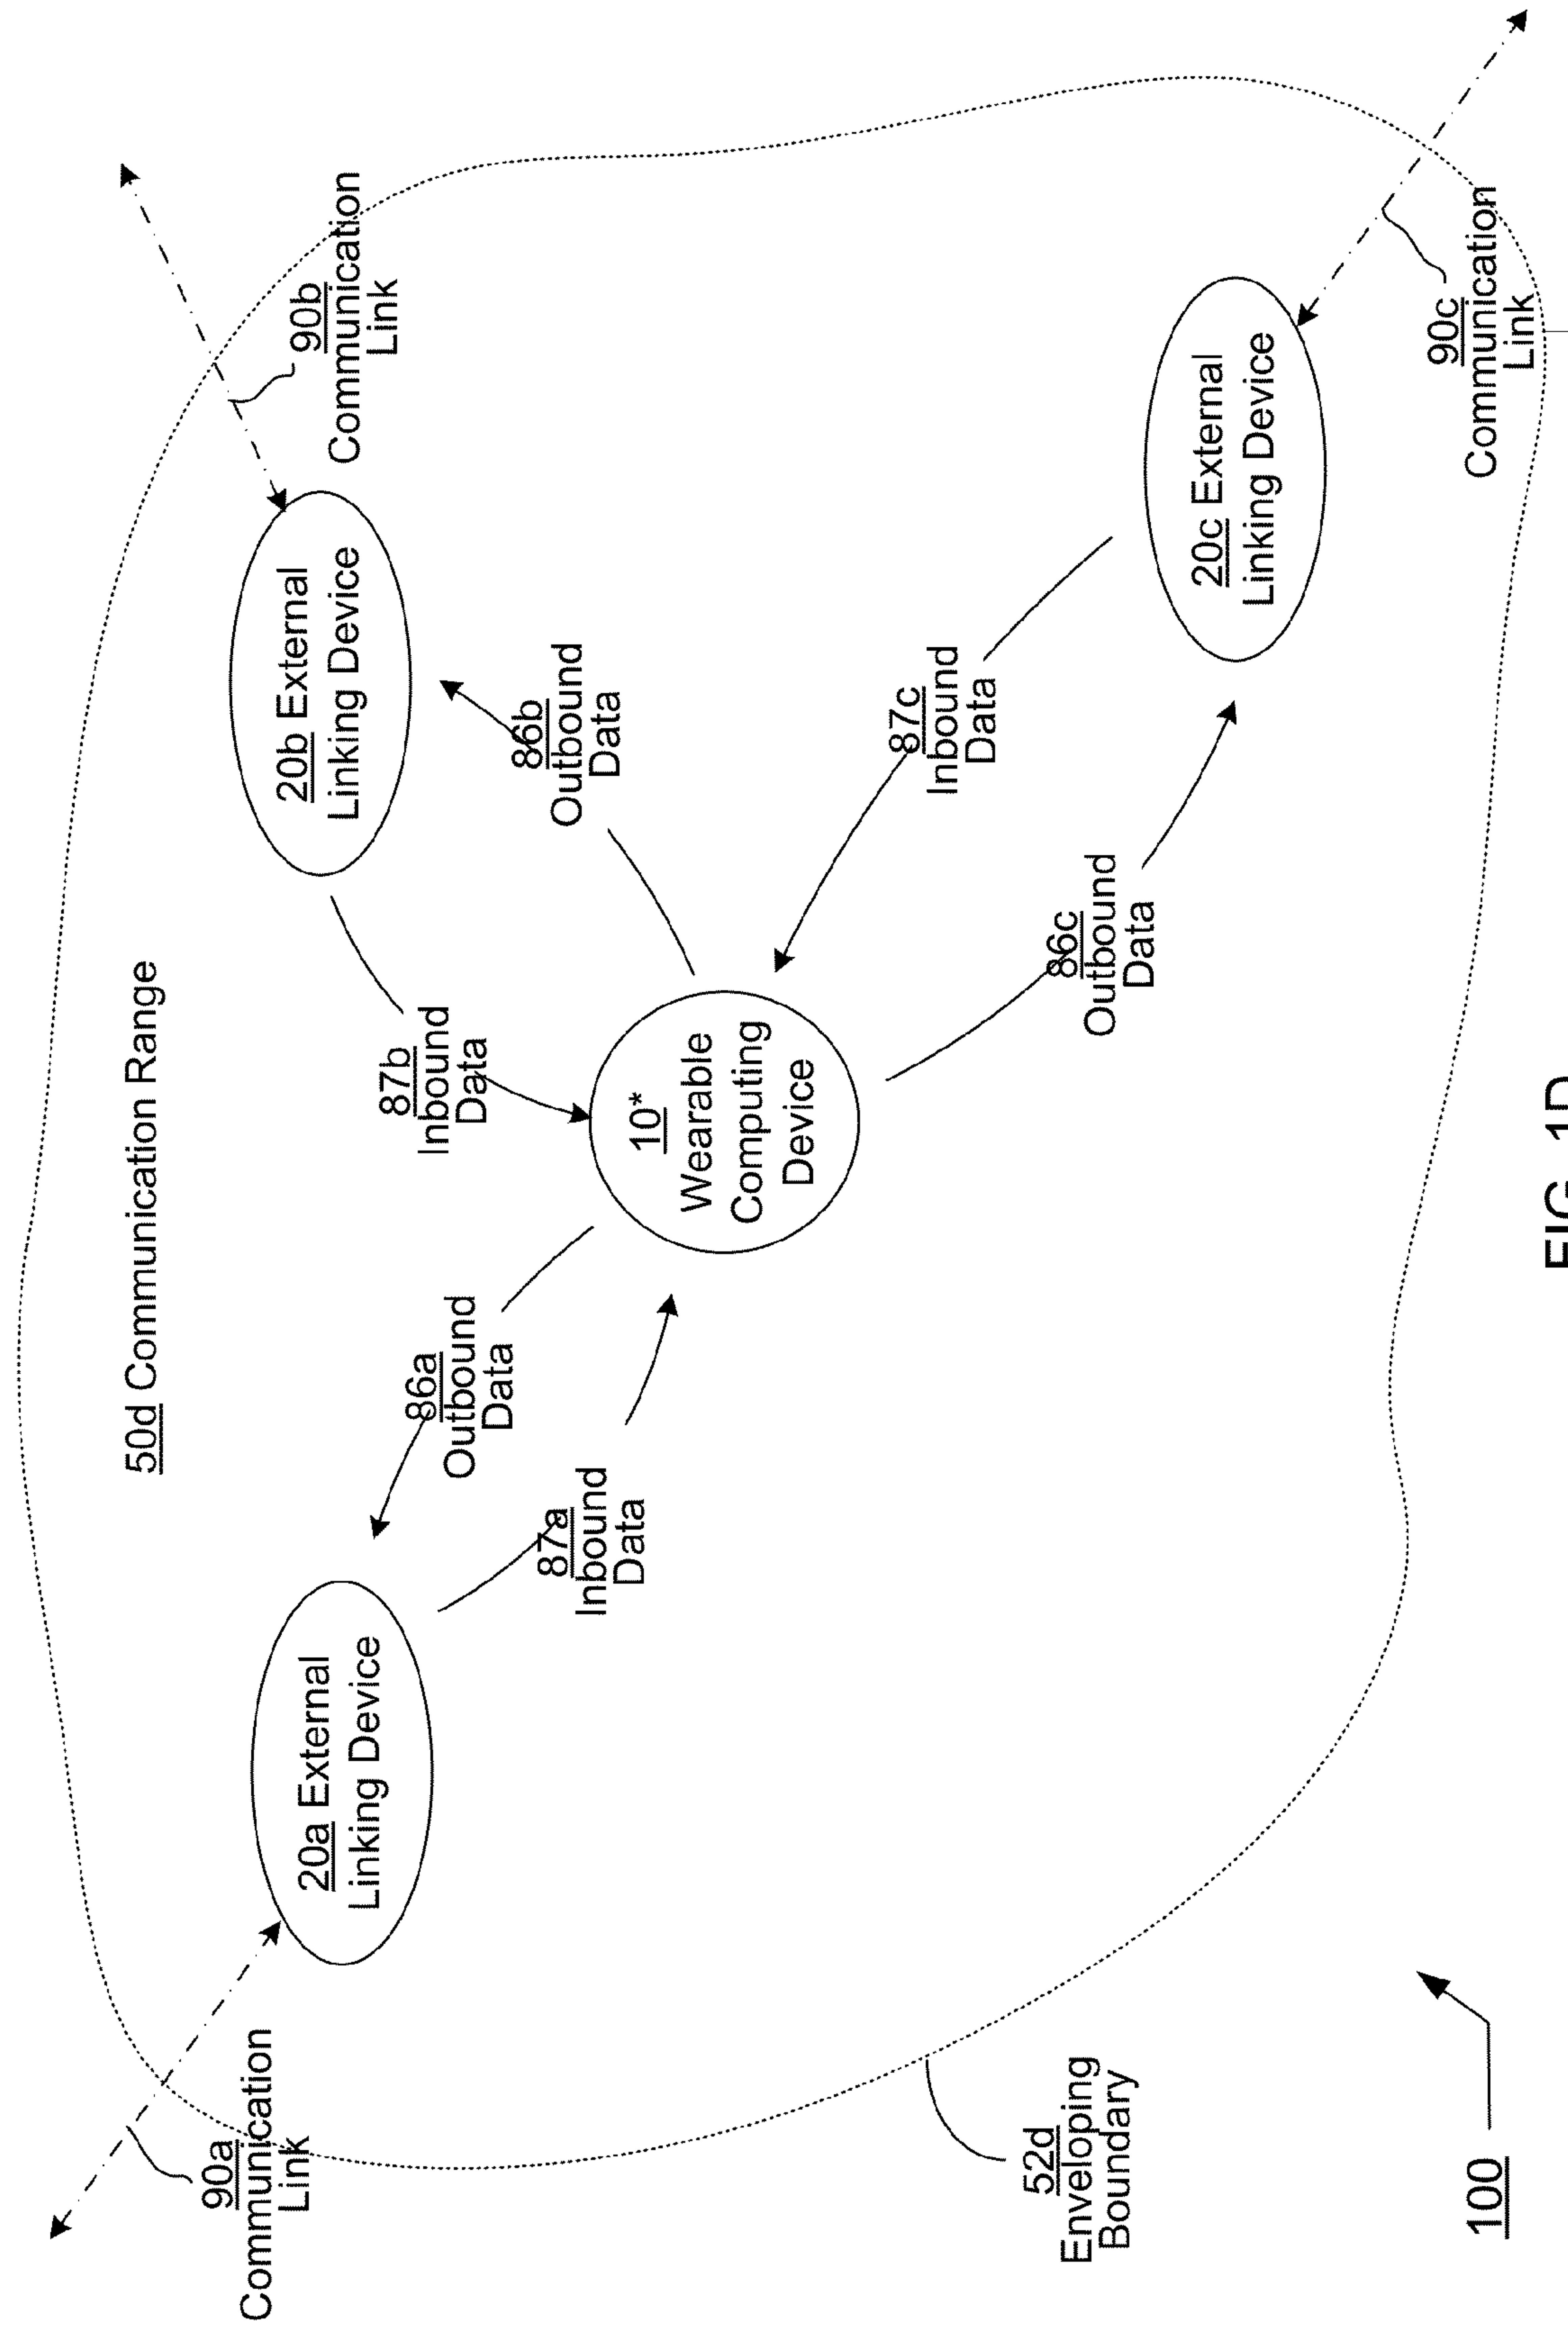 50d Communication Range
90a
Communication
Link
20a External
Linking Device
86a
Outbound
Data
87a
Inbound
Data
87b
Inbound
Data
20b External
Linking Device
86b
Outbound
Data
90b
Communication
Link
10*
Wearable
Computing
Device
87c
Inbound
Data
86c
Outbound
Data
20c External
Linking Device
90c
Communication
Link
52d
Enveloping
Boundary
100
FIG. 1D